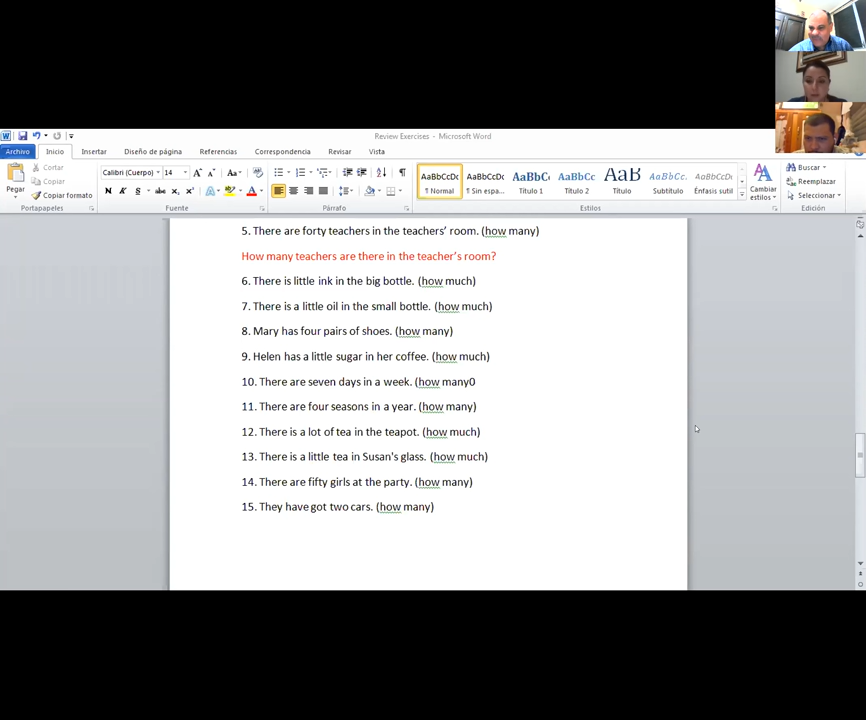 Review Exercises - Microsoft Word
Archivo Inicio Insertar Diseño de página Referencias Correspondencia Revisar Vista
Cortar
Copiar
Copiar formato
Pegar
Calibri (Cuerpo) 14
AaBbCcDc AaBbCcDc AaBbC AaBbCc AaB AaBbCc. AaBbCcDc
¶ Normal ¶ Sin espa... Título 1 Título 2 Título Subtítulo Énfasis sutil
Cambiar estilos
Buscar
Reemplazar
Seleccionar
Portapapeles Fuente Párrafo Estilos Edición
5. There are forty teachers in the teachers' room. (how many)
How many teachers are there in the teacher's room?
6. There is little ink in the big bottle. (how much)
7. There is a little oil in the small bottle. (how much)
8. Mary has four pairs of shoes. (how many)
9. Helen has a little sugar in her coffee. (how much)
10. There are seven days in a week. (how many0
11. There are four seasons in a year. (how many)
12. There is a lot of tea in the teapot. (how much)
13. There is a little tea in Susan's glass. (how much)
14. There are fifty girls at the party. (how many)
15. They have got two cars. (how many)